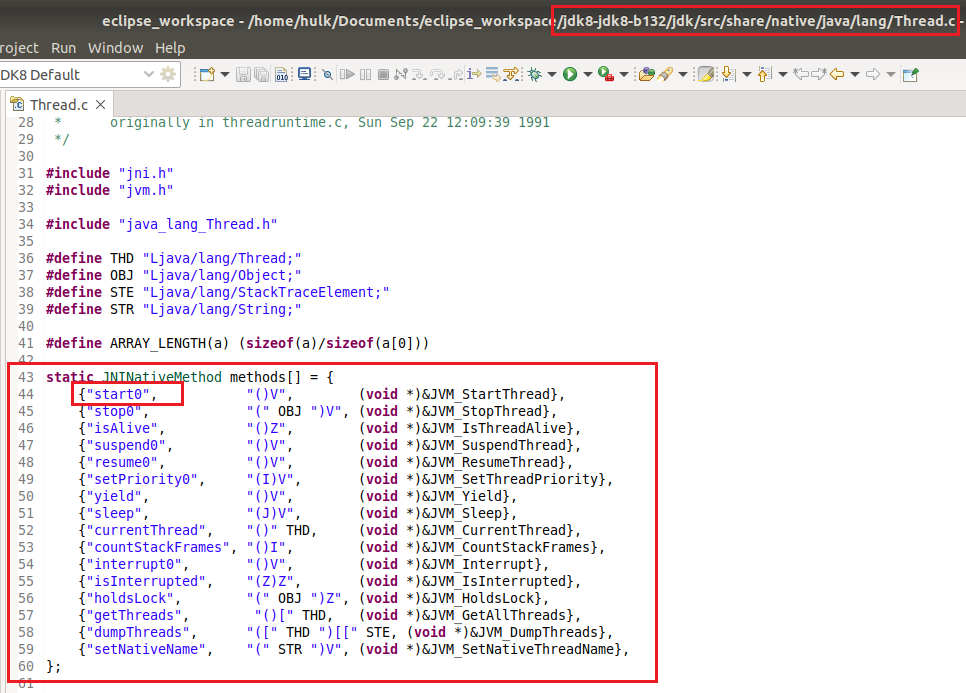 eclipse_workspace - /home/hulk/Documents/eclipse_workspace/jdk8-jdk8-b132/jdk/src/share/native/java/lang/Thread.c -
roject Run Window Help
DK8 Default
Thread.c
28  *      originally in threadruntime.c, Sun Sep 22 12:09:39 1991
29  */
30
31 #include "jni.h"
32 #include "jvm.h"
33
34 #include "java_lang_Thread.h"
35
36 #define THD "Ljava/lang/Thread;"
37 #define OBJ "Ljava/lang/Object;"
38 #define STE "Ljava/lang/StackTraceElement;"
39 #define STR "Ljava/lang/String;"
40
41 #define ARRAY_LENGTH(a) (sizeof(a)/sizeof(a[0]))
42
43 static JNINativeMethod methods[] = {
44     {"start0",           "()V",        (void *)&JVM_StartThread},
45     {"stop0",            "(" OBJ ")V", (void *)&JVM_StopThread},
46     {"isAlive",          "()Z",        (void *)&JVM_IsThreadAlive},
47     {"suspend0",         "()V",        (void *)&JVM_SuspendThread},
48     {"resume0",          "()V",        (void *)&JVM_ResumeThread},
49     {"setPriority0",     "(I)V",       (void *)&JVM_SetThreadPriority},
50     {"yield",            "()V",        (void *)&JVM_Yield},
51     {"sleep",            "(J)V",       (void *)&JVM_Sleep},
52     {"currentThread",    "()" THD,     (void *)&JVM_CurrentThread},
53     {"countStackFrames", "()I",        (void *)&JVM_CountStackFrames},
54     {"interrupt0",       "()V",        (void *)&JVM_Interrupt},
55     {"isInterrupted",    "(Z)Z",       (void *)&JVM_IsInterrupted},
56     {"holdsLock",        "(" OBJ ")Z", (void *)&JVM_HoldsLock},
57     {"getThreads",        "()[" THD,   (void *)&JVM_GetAllThreads},
58     {"dumpThreads",      "([" THD ")[[" STE, (void *)&JVM_DumpThreads},
59     {"setNativeName",    "(" STR ")V", (void *)&JVM_SetNativeThreadName},
60 };
61